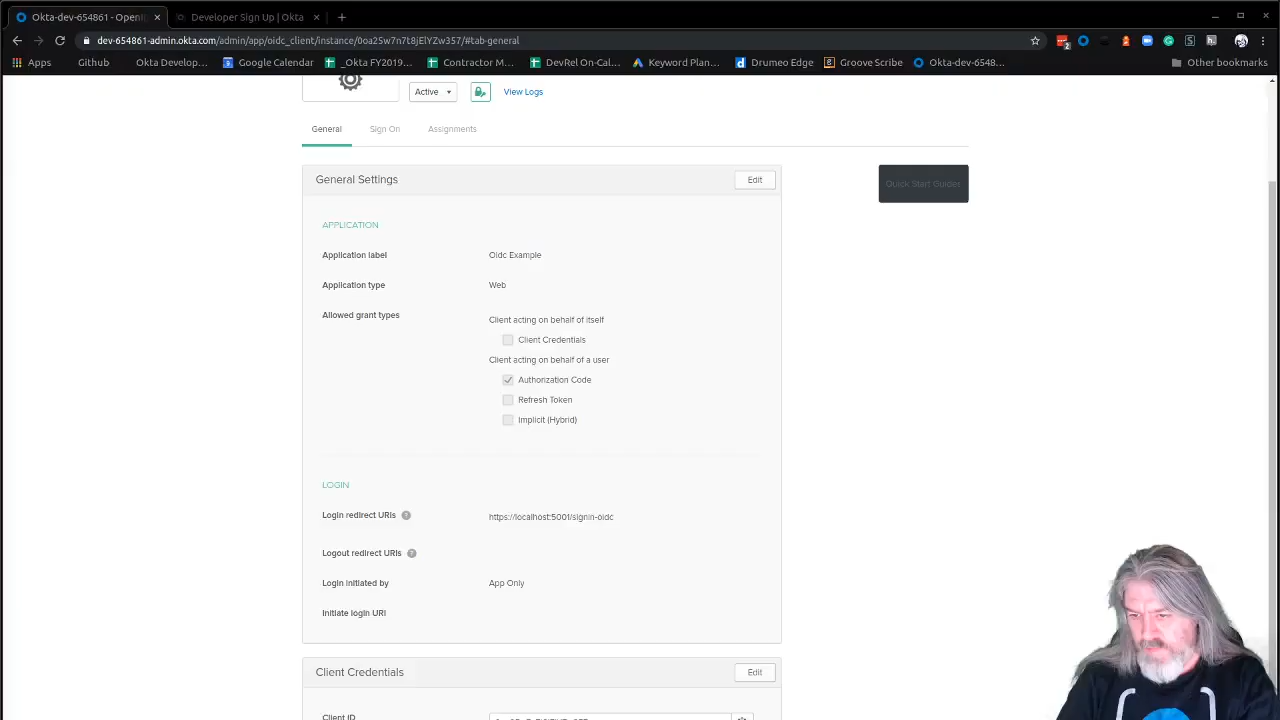 Okta-dev-654861 - OpenI
Developer Sign Up | Okta
dev-654861-admin.okta.com/admin/app/oidc_client/instance/0oa25w7n7t8jElYZw357/#tab-general
2
Apps Github Okta Develop... Google Calendar _Okta FY2019... Contractor M... DevRel On-Cal... Keyword Plan... Drumeo Edge Groove Scribe Okta-dev-6548... Other bookmarks
Active View Logs
General Sign On Assignments
General Settings Edit
Quick Start Guides
APPLICATION
Application label Oidc Example
Application type Web
Allowed grant types
Client acting on behalf of itself
Client Credentials
Client acting on behalf of a user
Authorization Code
Refresh Token
Implicit (Hybrid)
LOGIN
Login redirect URIs ? https://localhost:5001/signin-oidc
Logout redirect URIs ?
Login initiated by App Only
Initiate login URI
Client Credentials Edit
Client ID